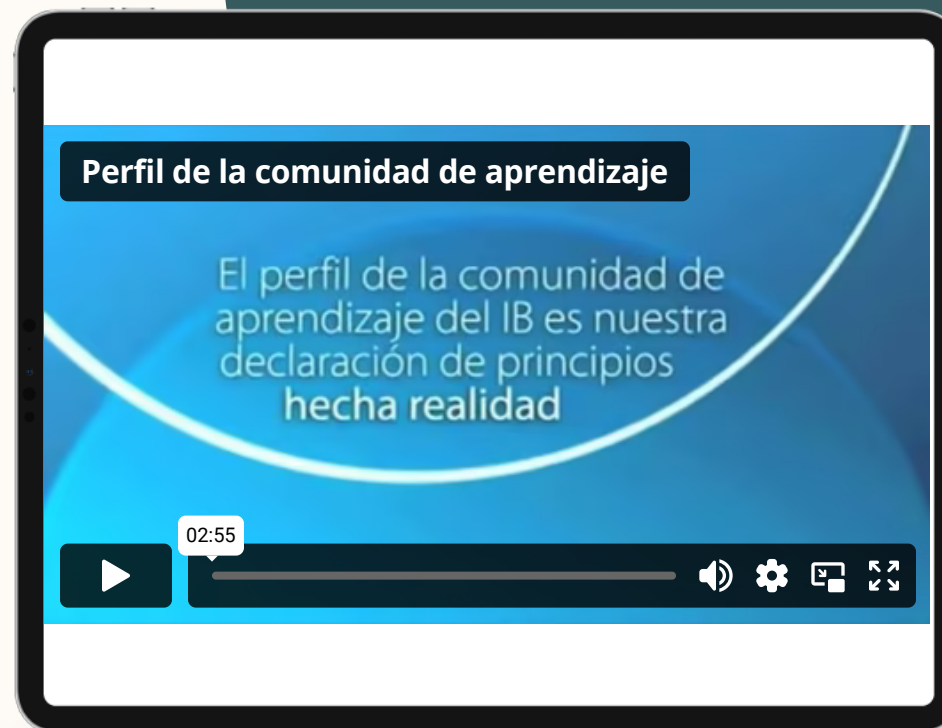 Perfil de la comunidad de aprendizaje
El perfil de la comunidad de
aprendizaje del IB es nuestra
declaración de principios
hecha realidad
02:55